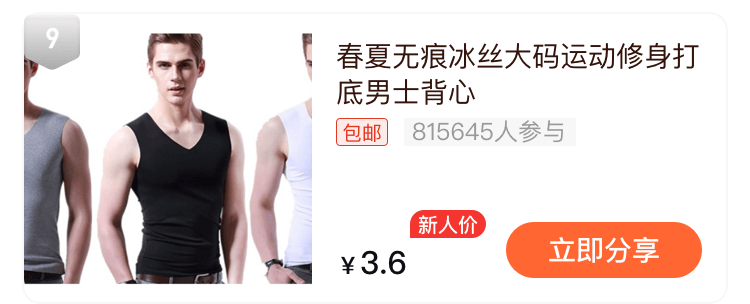 9
春夏无痕冰丝大码运动修身打
底男士背心
包邮 815645人参与
新人价
¥3.6
立即分享